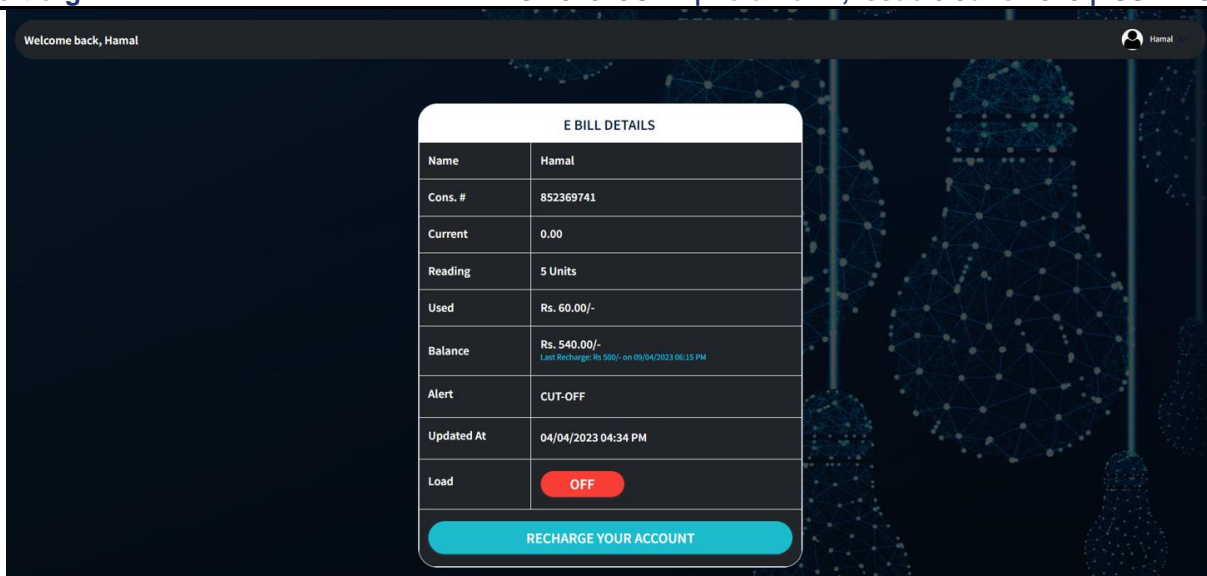 Welcome back, Hamal
Hamal
E BILL DETAILS
Name Hamal
Cons. # 852369741
Current 0.00
Reading 5 Units
Used Rs. 60.00/-
Balance Rs. 540.00/-
Last Recharge: Rs 500/- on 09/04/2023 06:15 PM
Alert CUT-OFF
Updated At 04/04/2023 04:34 PM
Load OFF
RECHARGE YOUR ACCOUNT